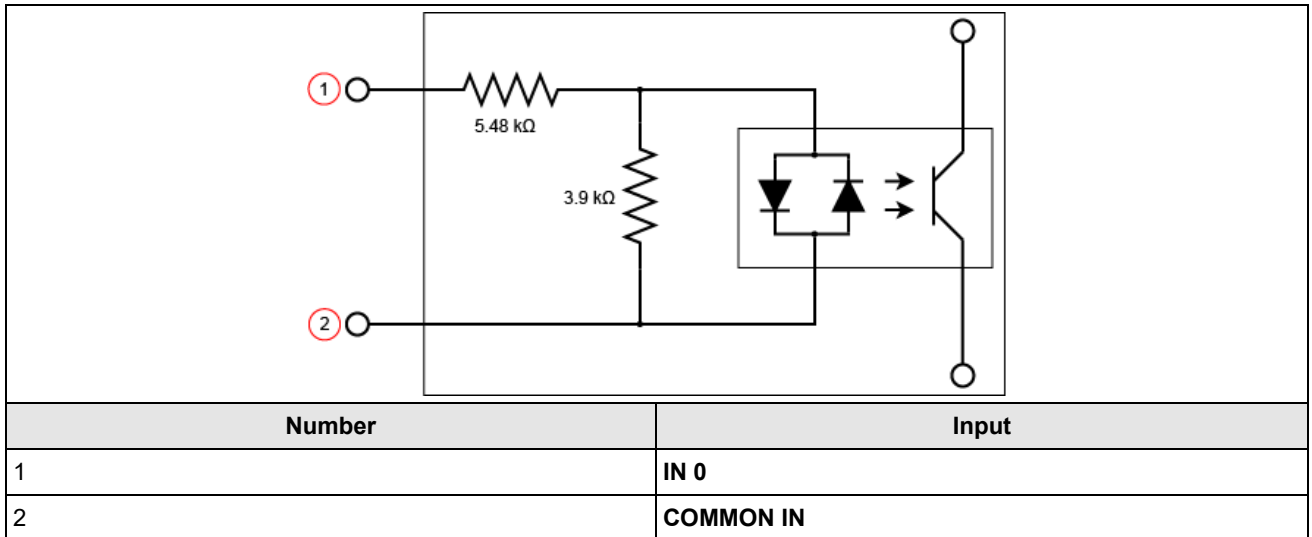 1
5.48 kΩ
3.9 kΩ
2
Number Input
1 IN 0
2 COMMON IN